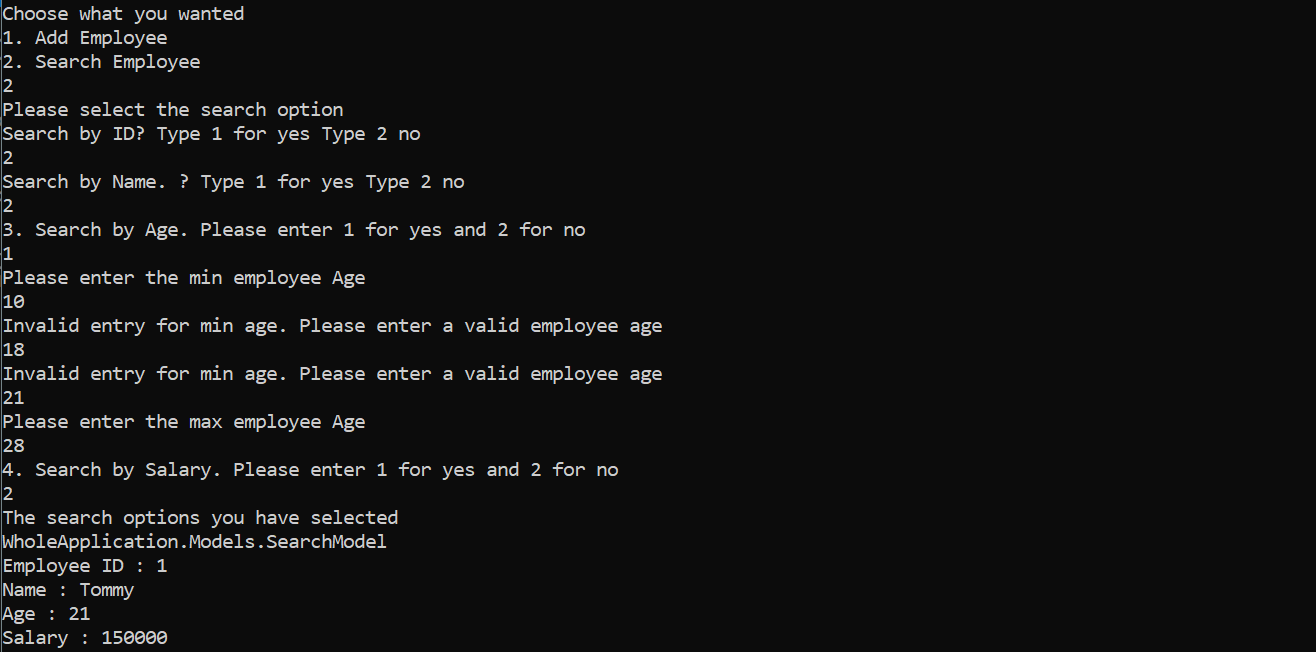 Choose what you wanted
1. Add Employee
2. Search Employee
2
Please select the search option
Search by ID? Type 1 for yes Type 2 no
2
Search by Name. ? Type 1 for yes Type 2 no
2
3. Search by Age. Please enter 1 for yes and 2 for no
1
Please enter the min employee Age
10
Invalid entry for min age. Please enter a valid employee age
18
Invalid entry for min age. Please enter a valid employee age
21
Please enter the max employee Age
28
4. Search by Salary. Please enter 1 for yes and 2 for no
2
The search options you have selected
WholeApplication.Models.SearchModel
Employee ID : 1
Name : Tommy
Age : 21
Salary : 150000